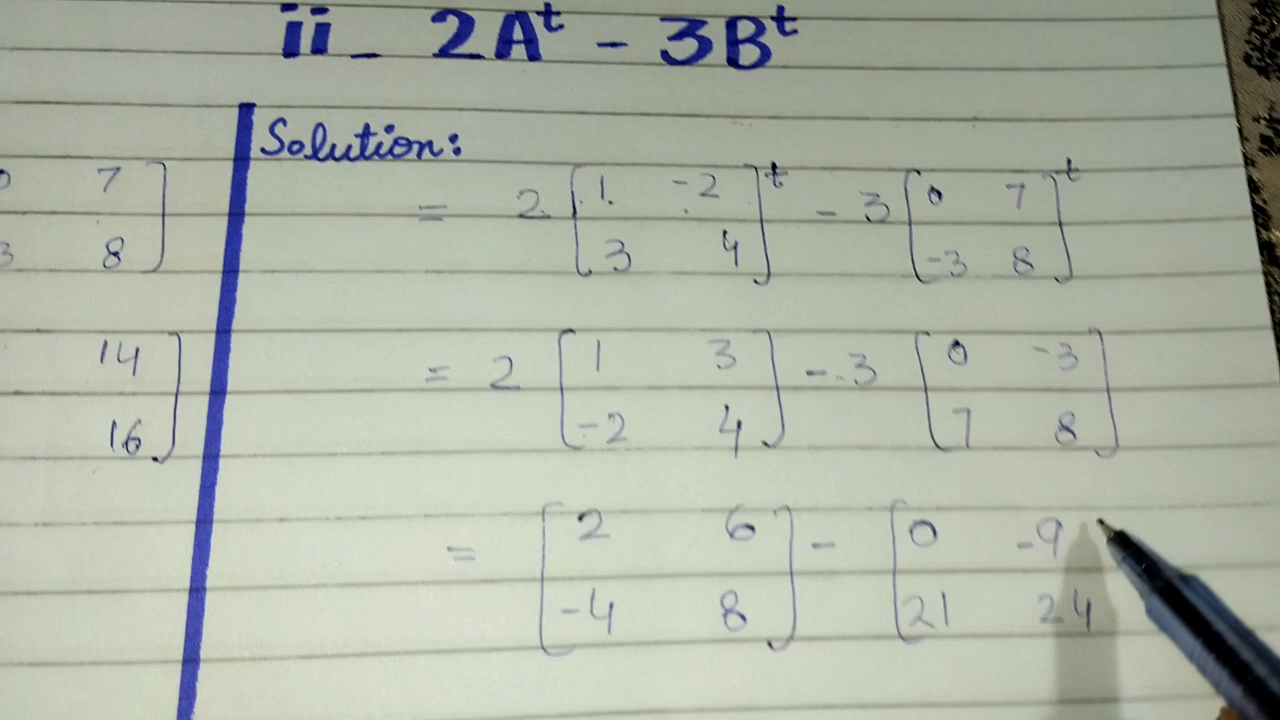 ii_ 2Aᵗ - 3Bᵗ
Solution:
7
8
14
16
= 2 [1 -2
3 4]ᵗ - 3 [0 7
-3 8]ᵗ
= 2 [1 3
-2 4] - 3 [0 -3
7 8]
= [2 6
-4 8] - [0 -9
21 24